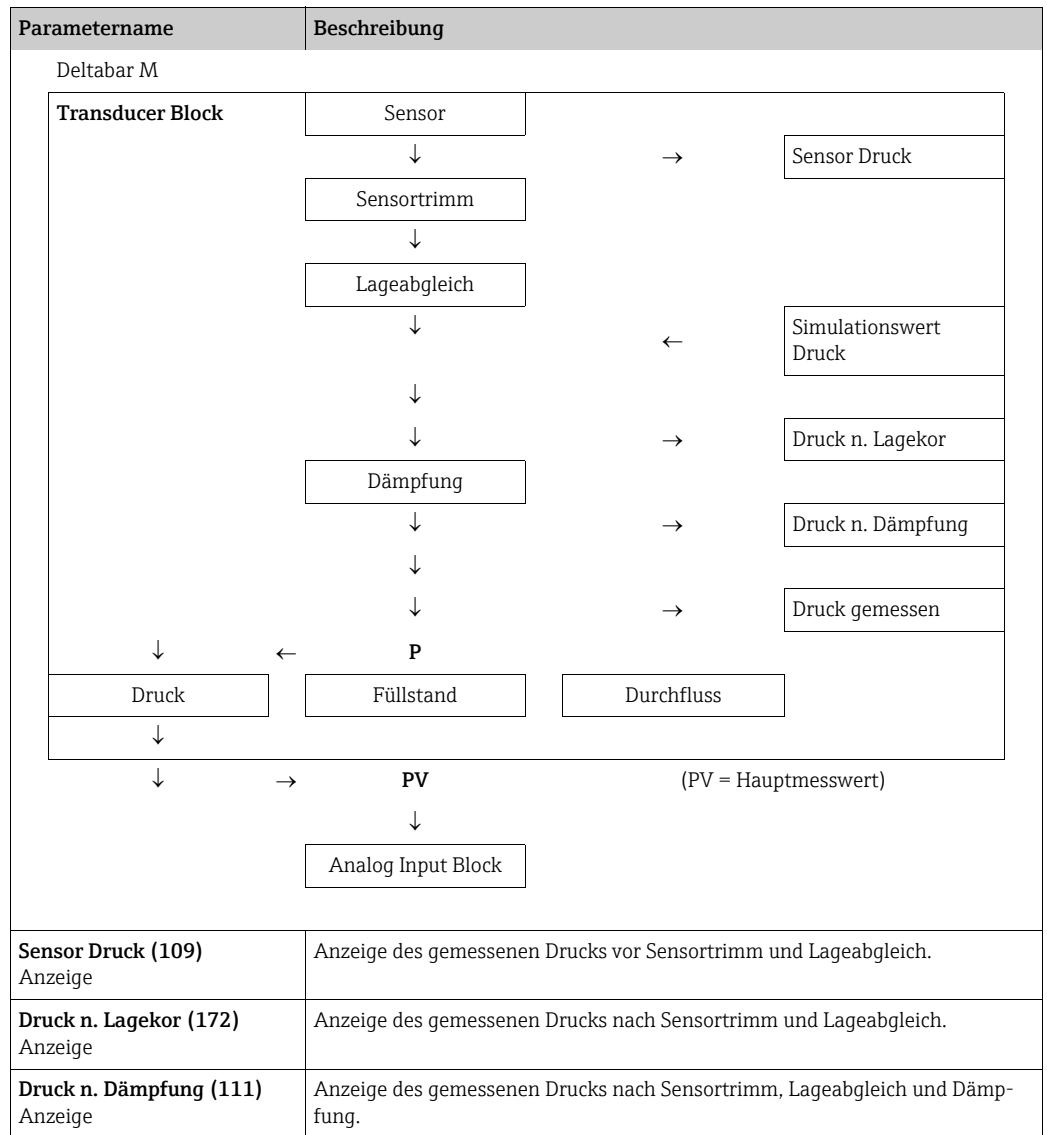 Parametername Beschreibung
Deltabar M
Transducer Block Sensor
↓ → Sensor Druck
Sensortrimm
↓
Lageabgleich
↓ ← Simulationswert
Druck
↓
↓ → Druck n. Lagekor
Dämpfung
↓ → Druck n. Dämpfung
↓
↓ → Druck gemessen
↓ ← P
Druck Füllstand Durchfluss
↓
↓ → PV (PV = Hauptmesswert)
↓
Analog Input Block
Sensor Druck (109)
Anzeige
Anzeige des gemessenen Drucks vor Sensortrimm und Lageabgleich.
Druck n. Lagekor (172)
Anzeige
Anzeige des gemessenen Drucks nach Sensortrimm und Lageabgleich.
Druck n. Dämpfung (111)
Anzeige
Anzeige des gemessenen Drucks nach Sensortrimm, Lageabgleich und Dämp-
fung.